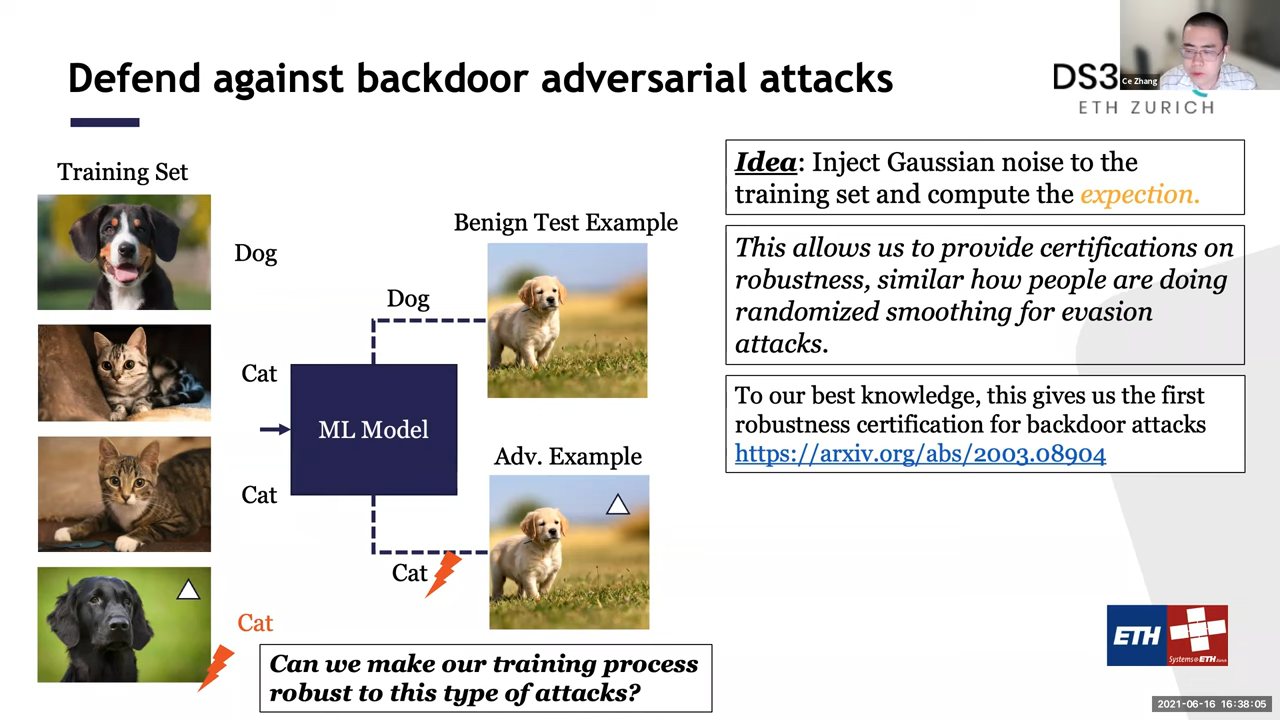 Defend against backdoor adversarial attacks
DS3
ETH ZURICH
Ce Zhang
Training Set
Dog
Cat
Cat
Cat
ML Model
Dog
Cat
Benign Test Example
Adv. Example
Can we make our training process
robust to this type of attacks?
Idea: Inject Gaussian noise to the
training set and compute the expection.
This allows us to provide certifications on
robustness, similar how people are doing
randomized smoothing for evasion
attacks.
To our best knowledge, this gives us the first
robustness certification for backdoor attacks
https://arxiv.org/abs/2003.08904
ETH
Systems@ETH Zürich
2021-06-16 16:38:05